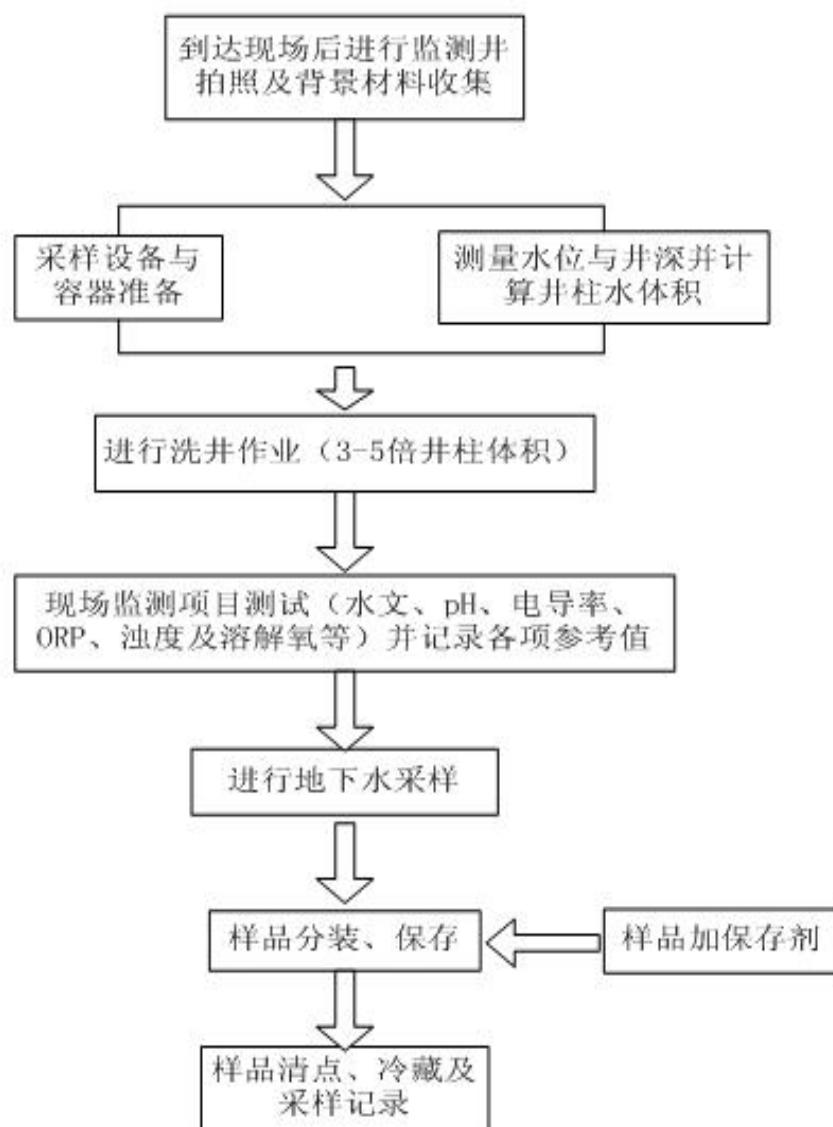 到达现场后进行监测井
拍照及背景材料收集
采样设备与
容器准备
测量水位与井深并计
算井柱水体积
进行洗井作业（3-5倍井柱体积）
现场监测项目测试（水文、pH、电导率、
ORP、浊度及溶解氧等）并记录各项参考值
进行地下水采样
样品分装、保存
样品加保存剂
样品清点、冷藏及
采样记录